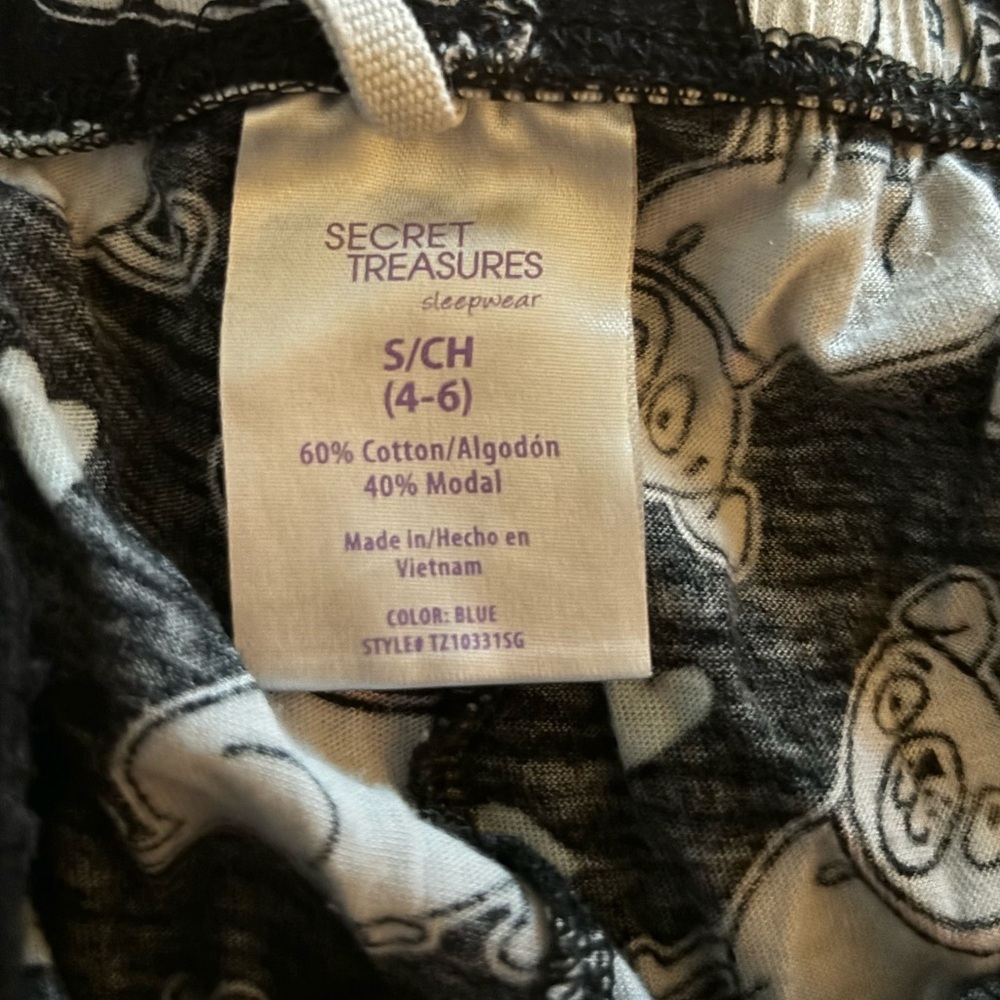 SECRET
TREASURES
sleepwear
S/CH
(4-6)
60% Cotton/Algodón
40% Modal
Made in/Hecho en
Vietnam
COLOR: BLUE
STYLE# TZ10331SG